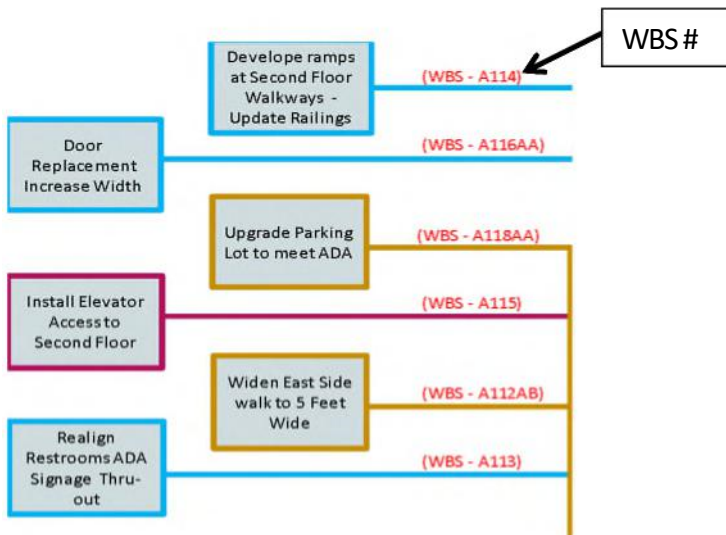 WBS #
Develope ramps
at Second Floor
Walkways -
Update Railings
(WBS - A114)
Door
Replacement
Increase Width
(WBS - A116AA)
Upgrade Parking
Lot to meet ADA
(WBS - A118AA)
Install Elevator
Access to
Second Floor
(WBS - A115)
Widen East Side
walk to 5 Feet
Wide
(WBS - A112AB)
Realign
Restrooms ADA
Signage Thru-
out
(WBS - A113)